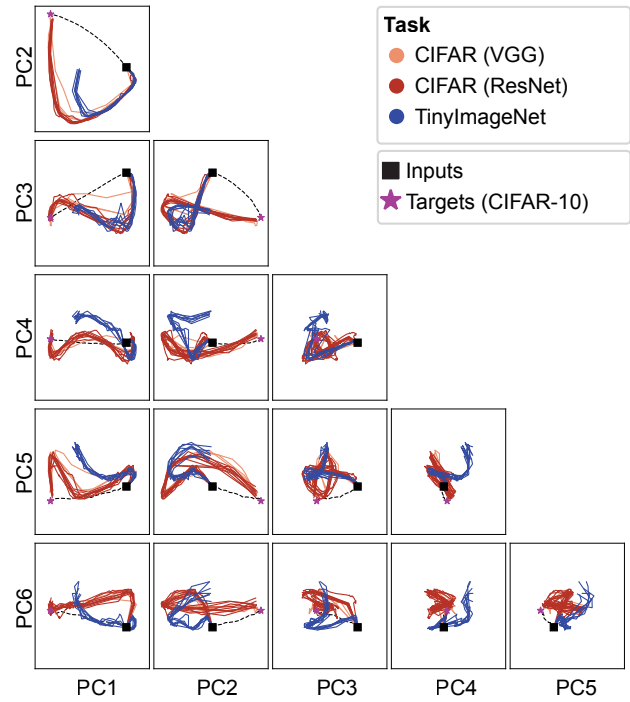 Task
CIFAR (VGG)
CIFAR (ResNet)
TinyImageNet
Inputs
Targets (CIFAR-10)
PC2
PC3
PC4
PC5
PC6
PC1 PC2 PC3 PC4 PC5